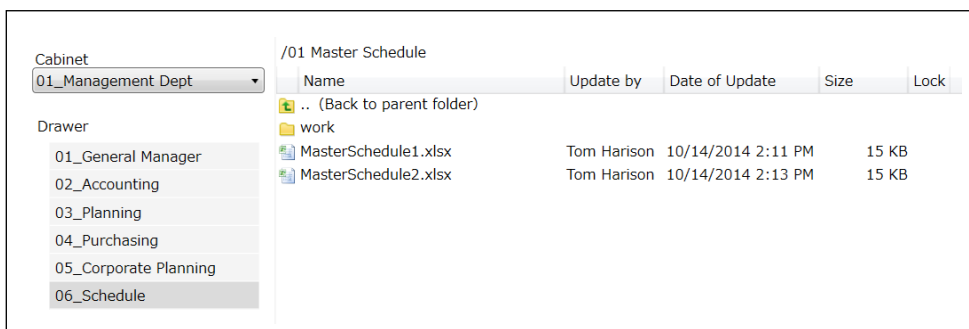 Cabinet
01_Management Dept
Drawer
01_General Manager
02_Accounting
03_Planning
04_Purchasing
05_Corporate Planning
06_Schedule
/01 Master Schedule
Name Update by Date of Update Size Lock
.. (Back to parent folder)
work
MasterSchedule1.xlsx Tom Harison 10/14/2014 2:11 PM 15 KB
MasterSchedule2.xlsx Tom Harison 10/14/2014 2:13 PM 15 KB